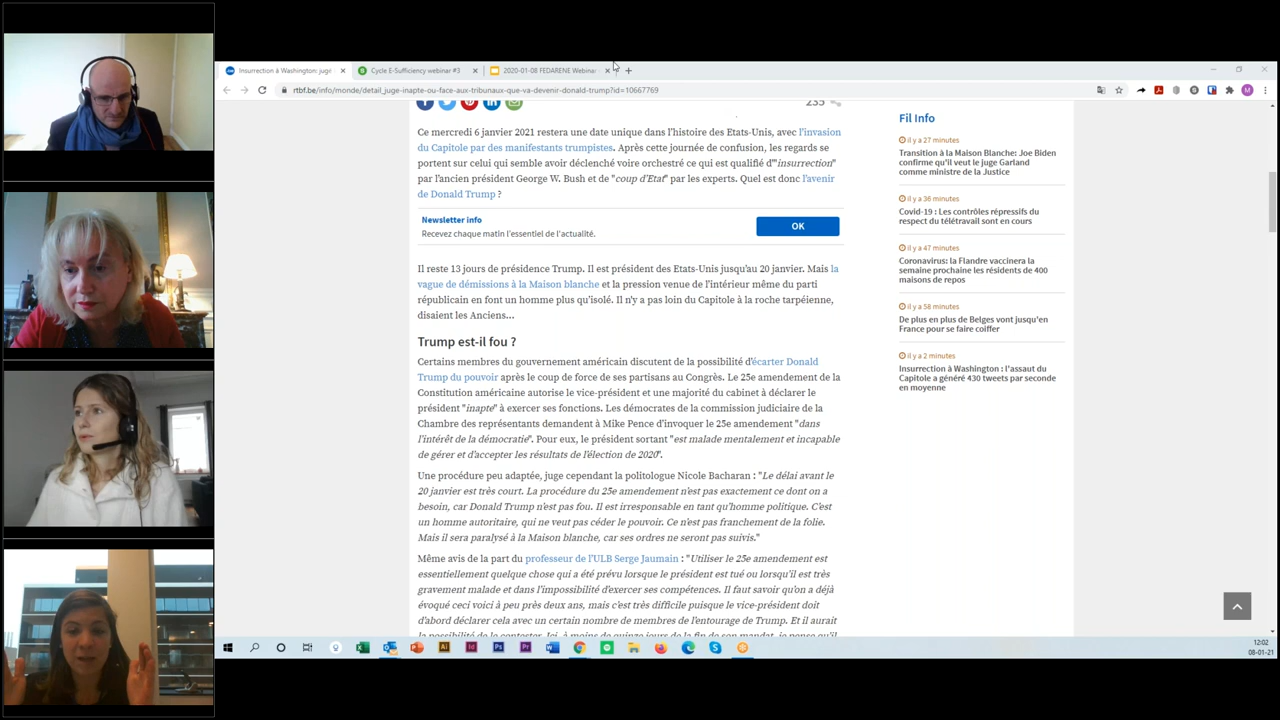 Insurrection à Washington: juge
Cycle E-Sufficiency webinar #3
2020-01-08 FEDARENE Webinar
rtbf.be/info/monde/detail_juge-inapte-ou-face-aux-tribunaux-que-va-devenir-donald-trump?id=10667769
235
Ce mercredi 6 janvier 2021 restera une date unique dans l'histoire des Etats-Unis, avec l'invasion
du Capitole par des manifestants trumpistes. Après cette journée de confusion, les regards se
portent sur celui qui semble avoir déclenché voire orchestré ce qui est qualifié d'"insurrection"
par l'ancien président George W. Bush et de "coup d'Etat" par les experts. Quel est donc l'avenir
de Donald Trump ?
Newsletter info
Recevez chaque matin l'essentiel de l'actualité.
OK
Il reste 13 jours de présidence Trump. Il est président des Etats-Unis jusqu'au 20 janvier. Mais la
vague de démissions à la Maison blanche et la pression venue de l'intérieur même du parti
républicain en font un homme plus qu'isolé. Il n'y a pas loin du Capitole à la roche tarpéienne,
disaient les Anciens...
Trump est-il fou ?
Certains membres du gouvernement américain discutent de la possibilité d'écarter Donald
Trump du pouvoir après le coup de force de ses partisans au Congrès. Le 25e amendement de la
Constitution américaine autorise le vice-président et une majorité du cabinet à déclarer le
président "inapte" à exercer ses fonctions. Les démocrates de la commission judiciaire de la
Chambre des représentants demandent à Mike Pence d'invoquer le 25e amendement "dans
l'intérêt de la démocratie". Pour eux, le président sortant "est malade mentalement et incapable
de gérer et d'accepter les résultats de l'élection de 2020".
Une procédure peu adaptée, juge cependant la politologue Nicole Bacharan : "Le délai avant le
20 janvier est très court. La procédure du 25e amendement n'est pas exactement ce dont on a
besoin, car Donald Trump n'est pas fou. Il est irresponsable en tant qu'homme politique. C'est
un homme autoritaire, qui ne veut pas céder le pouvoir. Ce n'est pas franchement de la folie.
Mais il sera paralysé à la Maison blanche, car ses ordres ne seront pas suivis."
Même avis de la part du professeur de l'ULB Serge Jaumain : "Utiliser le 25e amendement est
essentiellement quelque chose qui a été prévu lorsque le président est tué ou lorsqu'il est très
gravement malade et dans l'impossibilité d'exercer ses compétences. Il faut savoir qu'on a déjà
évoqué ceci voici à peu près deux ans, mais c'est très difficile puisque le vice-président doit
d'abord déclarer cela avec un certain nombre de membres de l'entourage de Trump. Et il aurait
la possibilité de le contester. Ici, à moins de quinze jours de la fin de son mandat, je pense qu'il
Fil Info
il y a 27 minutes
Transition à la Maison Blanche: Joe Biden
confirme qu'il veut le juge Garland
comme ministre de la Justice
il y a 36 minutes
Covid-19 : Les contrôles répressifs du
respect du télétravail sont en cours
il y a 47 minutes
Coronavirus: la Flandre vaccinera la
semaine prochaine les résidents de 400
maisons de repos
il y a 58 minutes
De plus en plus de Belges vont jusqu'en
France pour se faire coiffer
il y a 2 minutes
Insurrection à Washington : l'assaut du
Capitole a généré 430 tweets par seconde
en moyenne
12:02
08-01-21